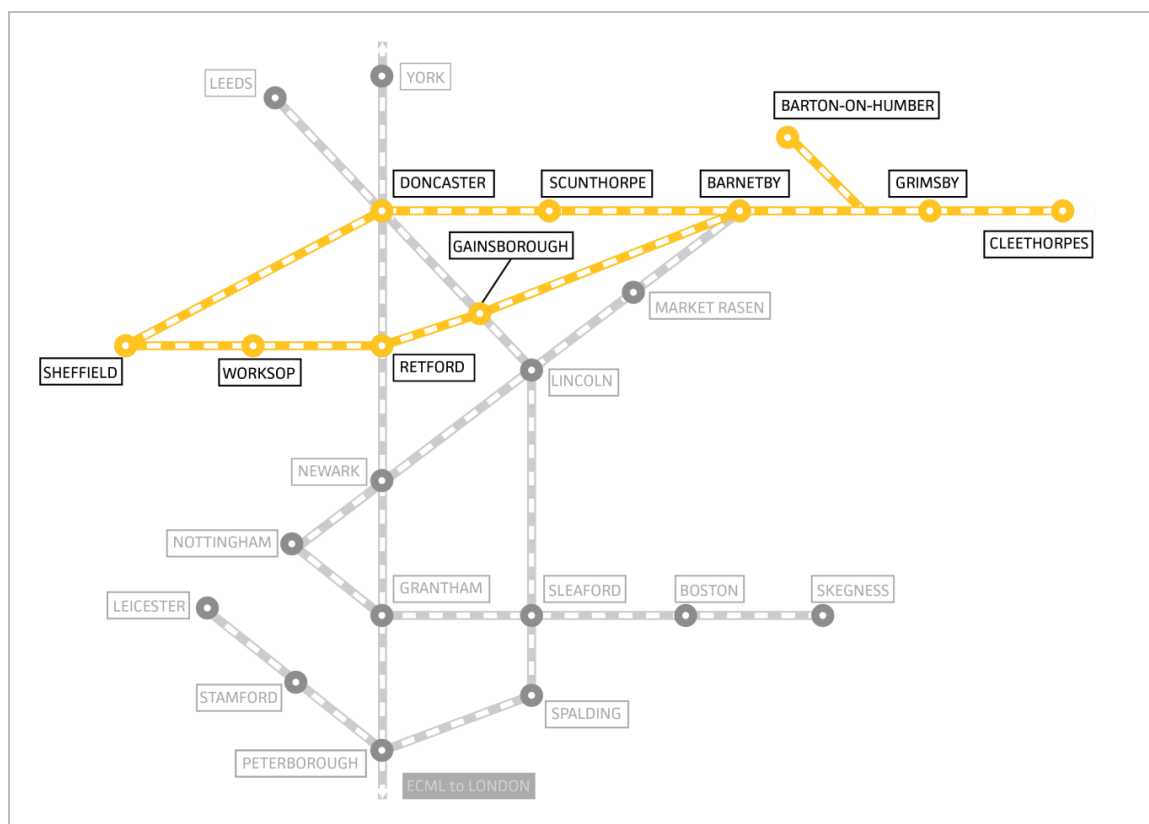 YORK
LEEDS
BARTON-ON-HUMBER
DONCASTER
SCUNTHORPE
BARNETBY
GRIMSBY
GAINSBOROUGH
CLEETHORPES
MARKET RASEN
SHEFFIELD
WORKSOP
RETFORD
LINCOLN
NEWARK
NOTTINGHAM
GRANTHAM
SLEAFORD
BOSTON
SKEGNESS
LEICESTER
STAMFORD
SPALDING
PETERBOROUGH
ECML to LONDON